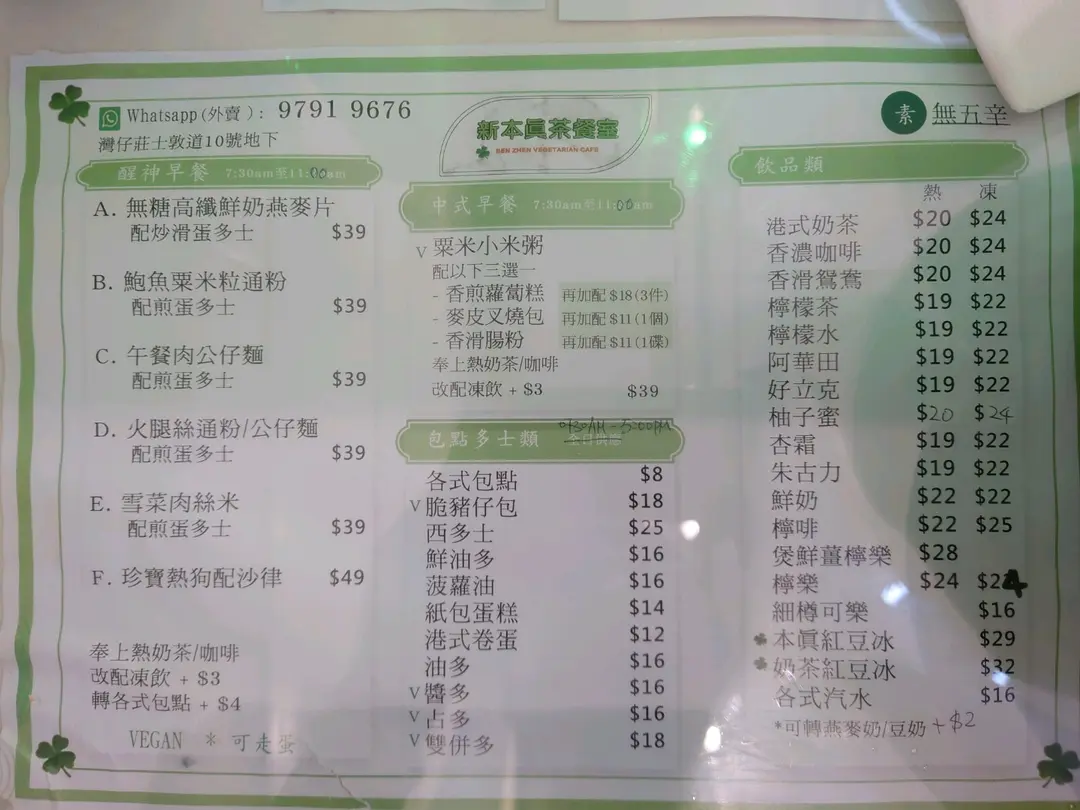 Whatsapp(外賣): 9791 9676
灣仔莊士敦道10號地下
新本真茶餐室
BEN ZHEN VEGETARIAN CAFE
素 無五辛
醒神早餐 7:30am至11:00am
A. 無糖高纖鮮奶燕麥片
配炒滑蛋多士 $39
B. 鮑魚粟米粒通粉
配煎蛋多士 $39
C. 午餐肉公仔麵
配煎蛋多士 $39
D. 火腿絲通粉/公仔麵
配煎蛋多士 $39
E. 雪菜肉絲米
配煎蛋多士 $39
F. 珍寶熱狗配沙律 $49
奉上熱奶茶/咖啡
改配凍飲 + $3
轉各式包點 + $4
VEGAN *可走蛋
中式早餐 7:30am至11:00am
V 粟米小米粥
配以下三選一
- 香煎蘿蔔糕 再加配 $18(3件)
- 麥皮叉燒包 再加配 $11(1個)
- 香滑腸粉 再加配 $11(1碟)
奉上熱奶茶/咖啡
改配凍飲 + $3 $39
包點多士類
各式包點 $8
V 脆豬仔包 $18
西多士 $25
鮮油多 $16
菠蘿油 $16
紙包蛋糕 $14
港式卷蛋 $12
油多 $16
V 醬多 $16
V 占多 $16
V 雙併多 $18
飲品類
熱 凍
港式奶茶 $20 $24
香濃咖啡 $20 $24
香滑鴛鴦 $20 $24
檸檬茶 $19 $22
檸檬水 $19 $22
阿華田 $19 $22
好立克 $19 $22
柚子蜜 $20 $24
杏霜 $19 $22
朱古力 $19 $22
鮮奶 $22 $22
檸啡 $22 $25
煲鮮薑檸樂 $28
檸樂 $24 $24
細樽可樂 $16
本真紅豆冰 $29
奶茶紅豆冰 $32
各式汽水 $16
*可轉燕麥奶/豆奶 + $2